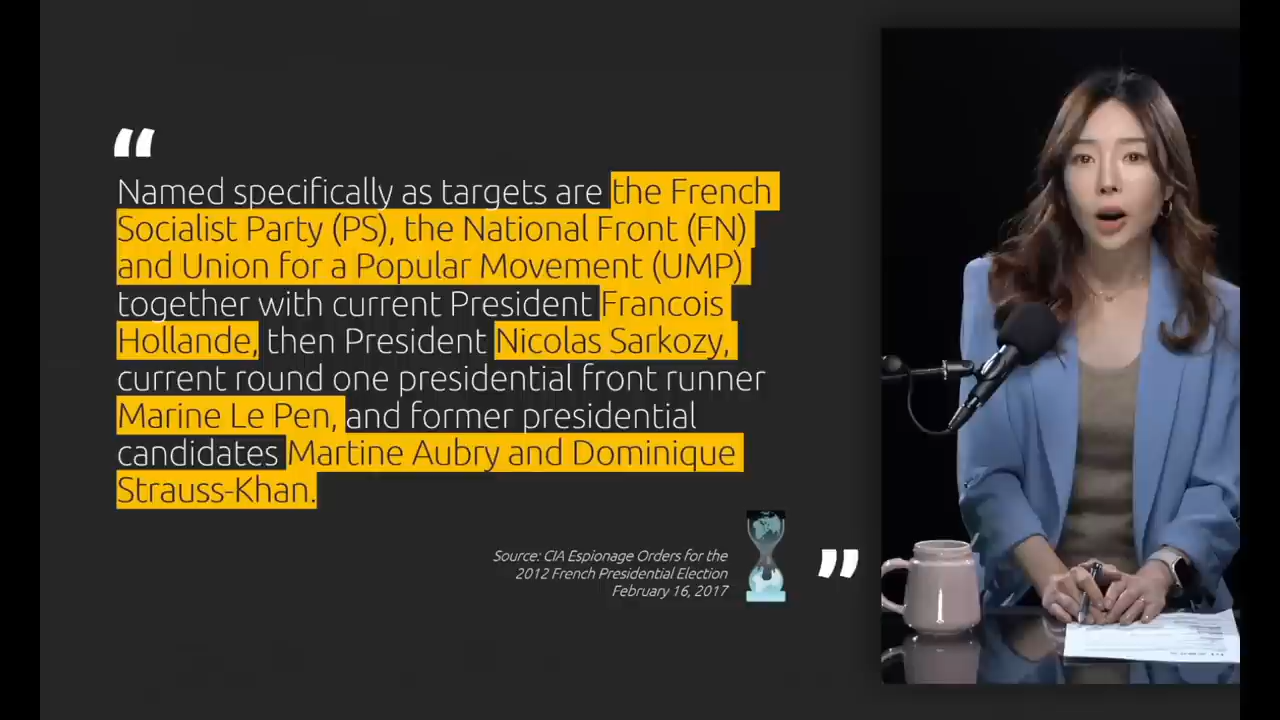 “
Named specifically as targets are the French
Socialist Party (PS), the National Front (FN)
and Union for a Popular Movement (UMP)
together with current President Francois
Hollande, then President Nicolas Sarkozy,
current round one presidential front runner
Marine Le Pen, and former presidential
candidates Martine Aubry and Dominique
Strauss-Khan.
Source: CIA Espionage Orders for the
2012 French Presidential Election
February 16, 2017
”